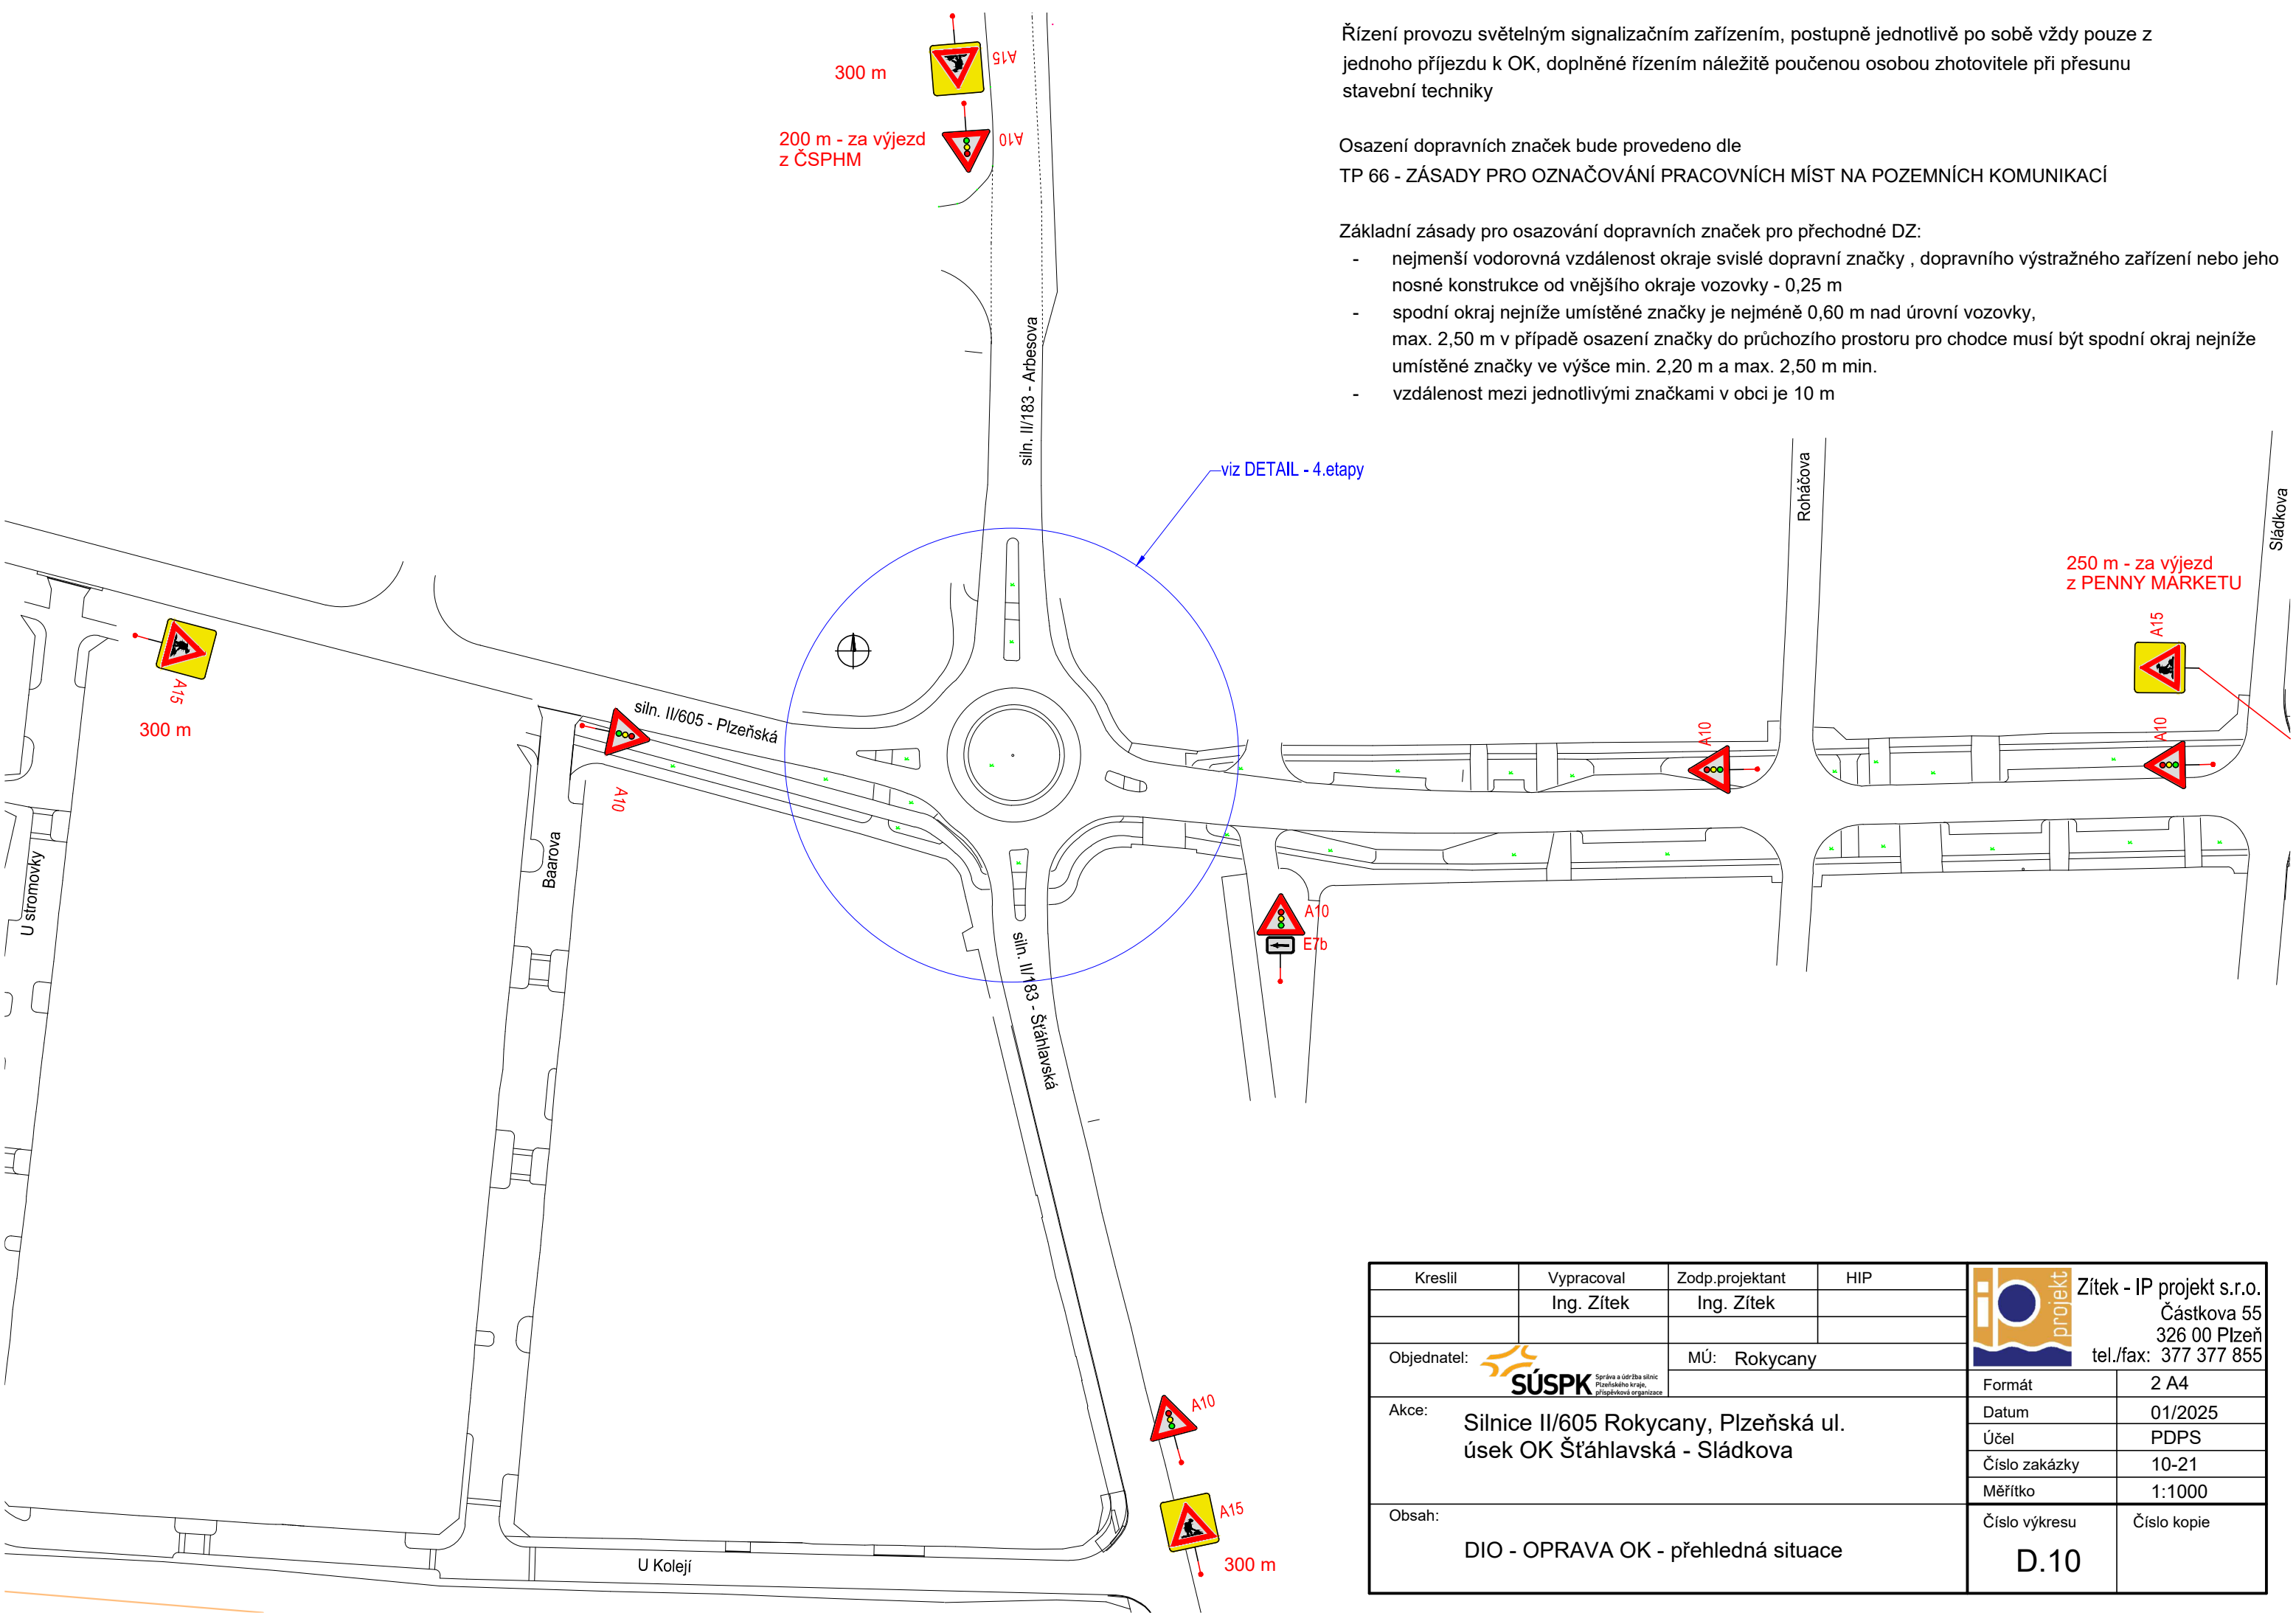 Řízení provozu světelným signalizačním zařízením, postupně jednotlivě po sobě vždy pouze z
jednoho příjezdu k OK, doplněné řízením náležitě poučenou osobou zhotovitele při přesunu
stavební techniky
Osazení dopravních značek bude provedeno dle
TP 66 - ZÁSADY PRO OZNAČOVÁNÍ PRACOVNÍCH MÍST NA POZEMNÍCH KOMUNIKACÍ
Základní zásady pro osazování dopravních značek pro přechodné DZ:
- nejmenší vodorovná vzdálenost okraje svislé dopravní značky , dopravního výstražného zařízení nebo jeho
nosné konstrukce od vnějšího okraje vozovky - 0,25 m
- spodní okraj nejníže umístěné značky je nejméně 0,60 m nad úrovní vozovky,
max. 2,50 m v případě osazení značky do průchozího prostoru pro chodce musí být spodní okraj nejníže
umístěné značky ve výšce min. 2,20 m a max. 2,50 m min.
- vzdálenost mezi jednotlivými značkami v obci je 10 m
300 m
A15
200 m - za výjezd
z ČSPHM
A10
siln. II/183 - Arbesova
viz DETAIL - 4.etapy
Roháčova
Sládkova
250 m - za výjezd
z PENNY MARKETU
A15
A10
A10
A15
300 m
siln. II/605 - Plzeňská
A10
Baarova
U stromovky
A10
E7b
siln. II/183 - Šťáhlavská
A10
A15
300 m
U Kolejí
Kreslil
Vypracoval
Zodp.projektant
HIP
Ing. Zítek
Ing. Zítek
Objednatel:
SÚSPK
Správa a údržba silnic
Plzeňského kraje,
příspěvková organizace
MÚ: Rokycany
Akce:
Silnice II/605 Rokycany, Plzeňská ul.
úsek OK Šťáhlavská - Sládkova
Obsah:
DIO - OPRAVA OK - přehledná situace
ip projekt
Zítek - IP projekt s.r.o.
Částkova 55
326 00 Plzeň
tel./fax: 377 377 855
Formát 2 A4
Datum 01/2025
Účel PDPS
Číslo zakázky 10-21
Měřítko 1:1000
Číslo výkresu
D.10
Číslo kopie